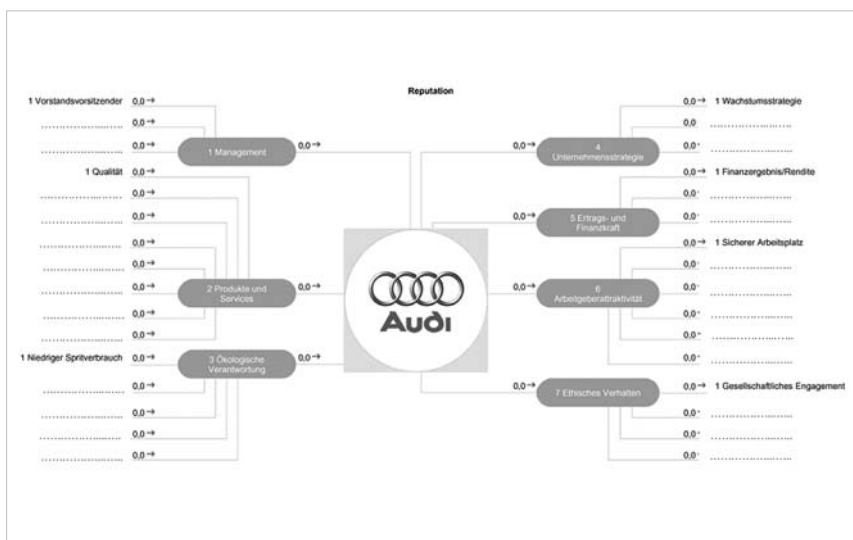 Reputation
1 Vorstandsvorsitzender 0,0 →
.......................... 0,0 →
.......................... 0,0 →
1 Management 0,0 →
1 Qualität 0,0 →
.......................... 0,0 →
.......................... 0,0 →
.......................... 0,0 →
.......................... 0,0 →
.......................... 0,0 →
.......................... 0,0 →
.......................... 0,0 →
2 Produkte und
Services
0,0 →
1 Niedriger Spritverbrauch 0,0 →
.......................... 0,0 →
.......................... 0,0 →
.......................... 0,0 →
.......................... 0,0 →
3 Ökologische
Verantwortung
0,0 →
Audi
0,0 →
4
Unternehmensstrategie
0,0 → 1 Wachstumsstrategie
0,0 ..........................
0,0 ..........................
0,0 →
5 Ertrags- und
Finanzkraft
0,0 → 1 Finanzergebnis/Rendite
0,0 ..........................
0,0 ..........................
0,0 →
6
Arbeitgeberattraktivität
0,0 → 1 Sicherer Arbeitsplatz
0,0 ..........................
0,0 ..........................
0,0 ..........................
0,0 ..........................
0,0 ..........................
0,0 →
7 Ethisches Verhalten
0,0 → 1 Gesellschaftliches Engagement
0,0 ..........................
0,0 ..........................
0,0 ..........................